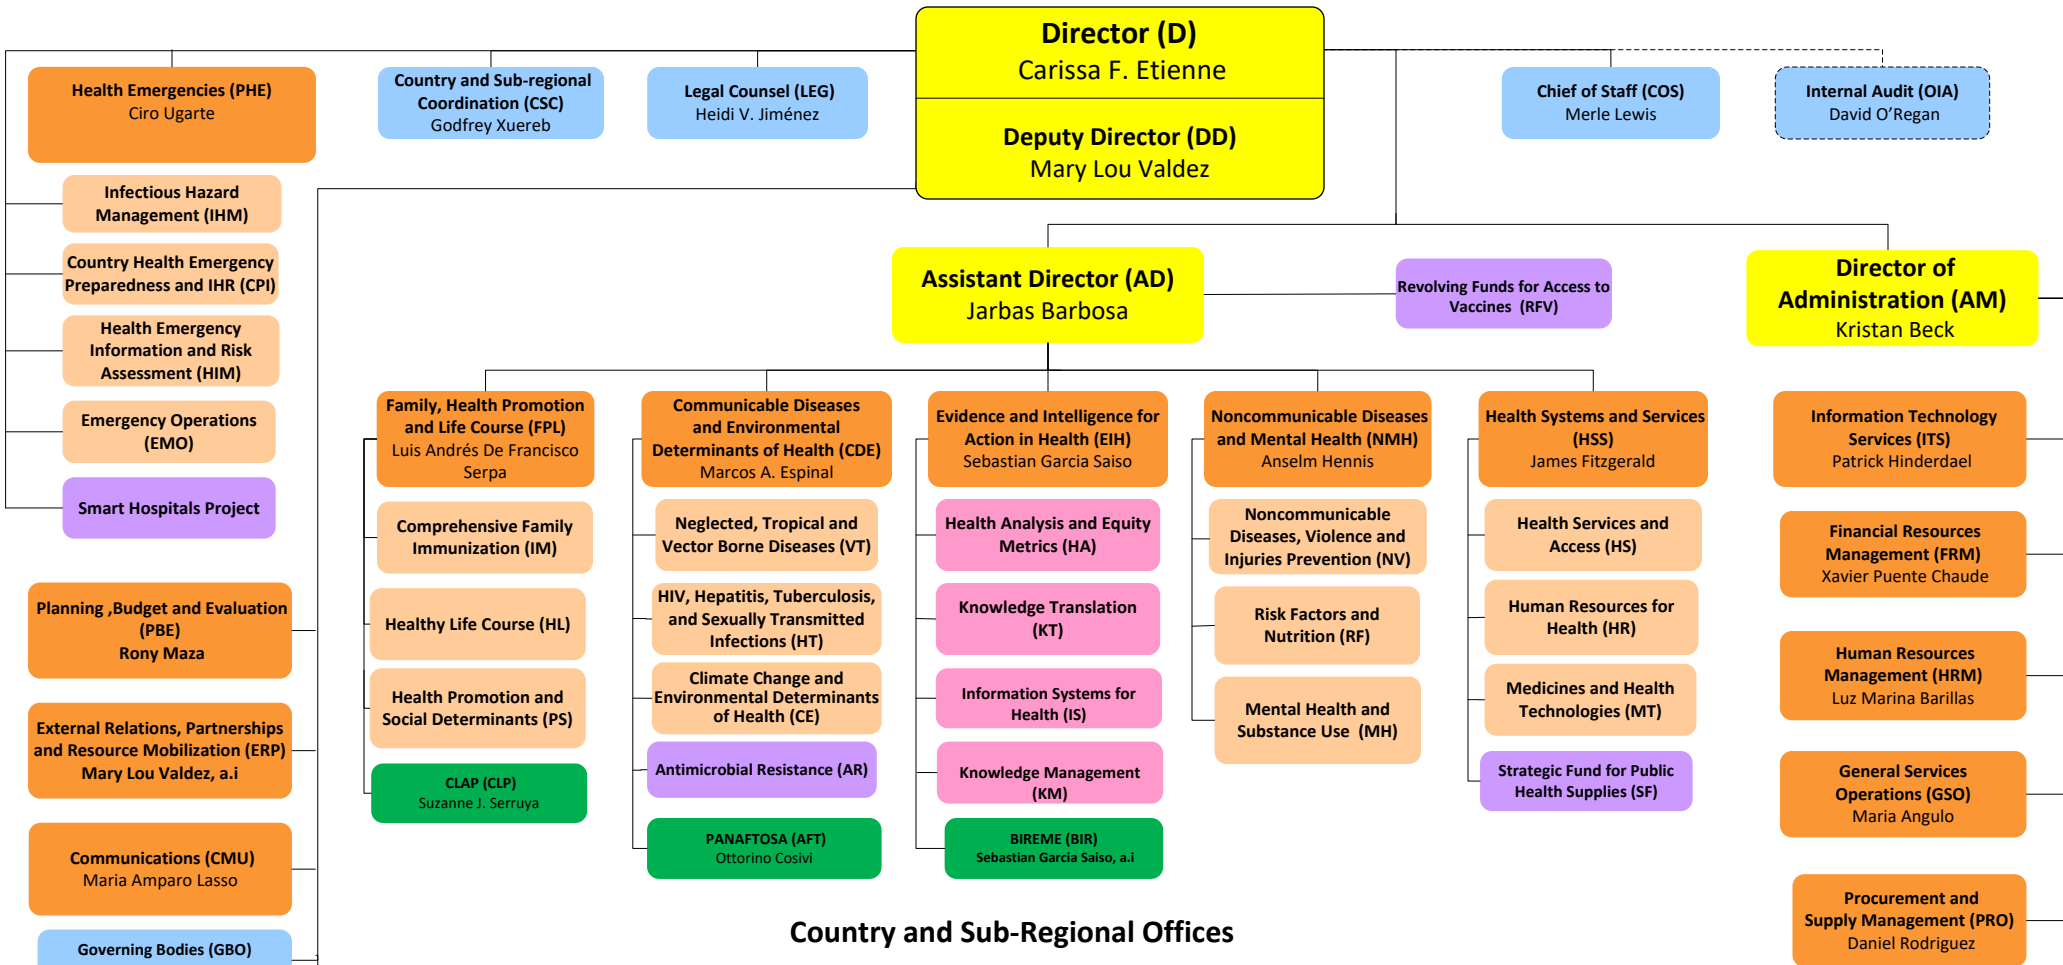 Director (D)
Carissa F. Etienne
Deputy Director (DD)
Mary Lou Valdez
Health Emergencies (PHE)
Ciro Ugarte
Country and Sub-regional
Coordination (CSC)
Godfrey Xuereb
Legal Counsel (LEG)
Heidi V. Jiménez
Chief of Staff (COS)
Merle Lewis
Internal Audit (OIA)
David O’Regan
Infectious Hazard
Management (IHM)
Country Health Emergency
Preparedness and IHR (CPI)
Health Emergency
Information and Risk
Assessment (HIM)
Emergency Operations
(EMO)
Smart Hospitals Project
Planning ,Budget and Evaluation
(PBE)
Rony Maza
External Relations, Partnerships
and Resource Mobilization (ERP)
Mary Lou Valdez, a.i
Communications (CMU)
Maria Amparo Lasso
Governing Bodies (GBO)
Assistant Director (AD)
Jarbas Barbosa
Revolving Funds for Access to
Vaccines (RFV)
Director of
Administration (AM)
Kristan Beck
Family, Health Promotion
and Life Course (FPL)
Luis Andrés De Francisco
Serpa
Comprehensive Family
Immunization (IM)
Healthy Life Course (HL)
Health Promotion and
Social Determinants (PS)
CLAP (CLP)
Suzanne J. Serruya
Communicable Diseases
and Environmental
Determinants of Health (CDE)
Marcos A. Espinal
Neglected, Tropical and
Vector Borne Diseases (VT)
HIV, Hepatitis, Tuberculosis,
and Sexually Transmitted
Infections (HT)
Climate Change and
Environmental Determinants
of Health (CE)
Antimicrobial Resistance (AR)
PANAFTOSA (AFT)
Ottorino Cosivi
Evidence and Intelligence for
Action in Health (EIH)
Sebastian Garcia Saiso
Health Analysis and Equity
Metrics (HA)
Knowledge Translation
(KT)
Information Systems for
Health (IS)
Knowledge Management
(KM)
BIREME (BIR)
Sebastian Garcia Saiso, a.i
Noncommunicable Diseases
and Mental Health (NMH)
Anselm Hennis
Noncommunicable
Diseases, Violence and
Injuries Prevention (NV)
Risk Factors and
Nutrition (RF)
Mental Health and
Substance Use (MH)
Health Systems and Services
(HSS)
James Fitzgerald
Health Services and
Access (HS)
Human Resources for
Health (HR)
Medicines and Health
Technologies (MT)
Strategic Fund for Public
Health Supplies (SF)
Information Technology
Services (ITS)
Patrick Hinderdael
Financial Resources
Management (FRM)
Xavier Puente Chaude
Human Resources
Management (HRM)
Luz Marina Barillas
General Services
Operations (GSO)
Maria Angulo
Procurement and
Supply Management (PRO)
Daniel Rodriguez
Country and Sub-Regional Offices